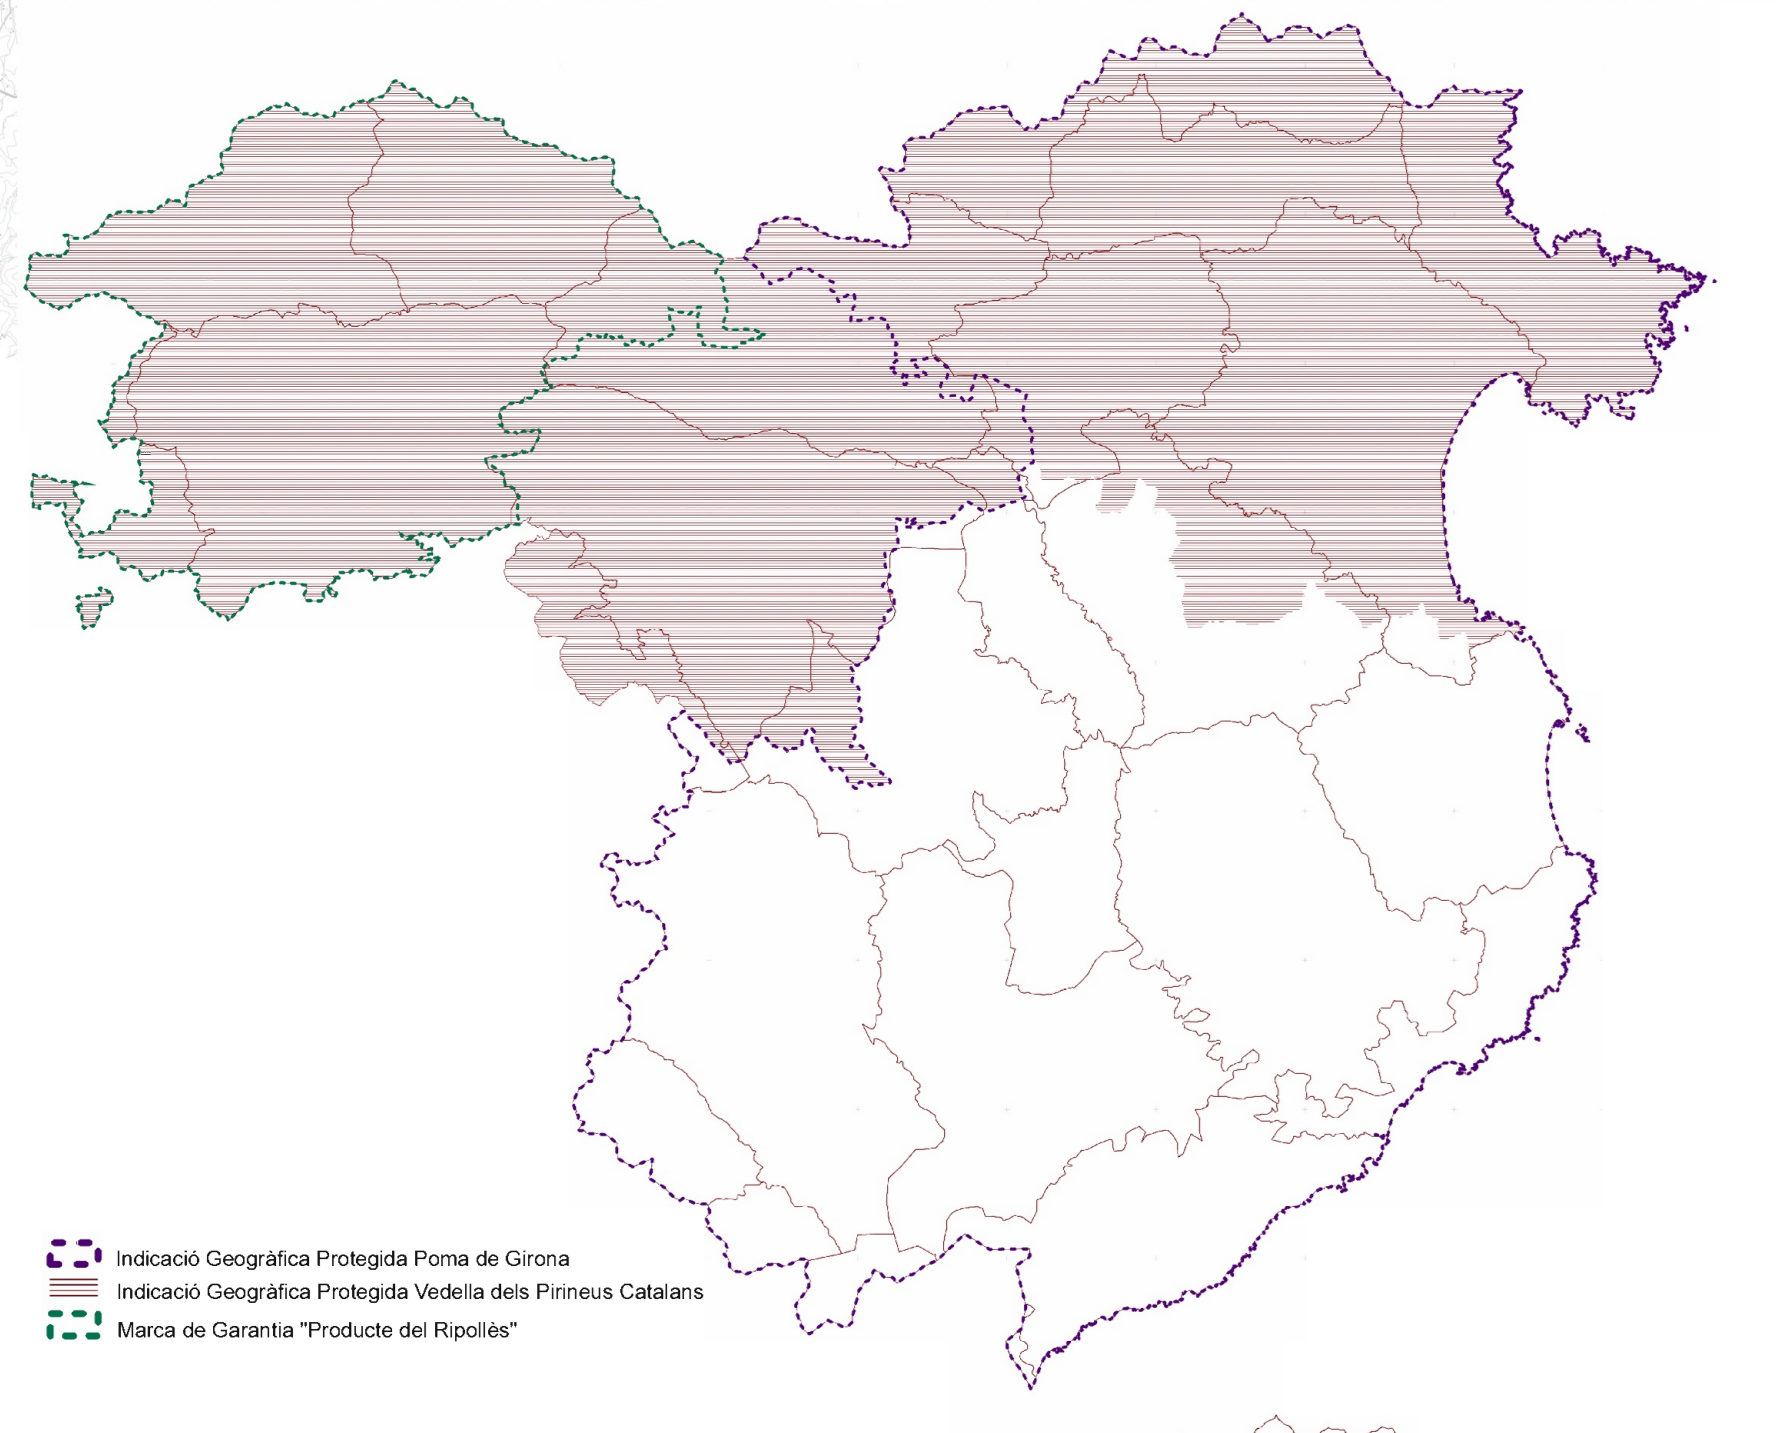 Indicació Geogràfica Protegida Poma de Girona
Indicació Geogràfica Protegida Vedella dels Pirineus Catalans
Marca de Garantia "Producte del Ripollès"